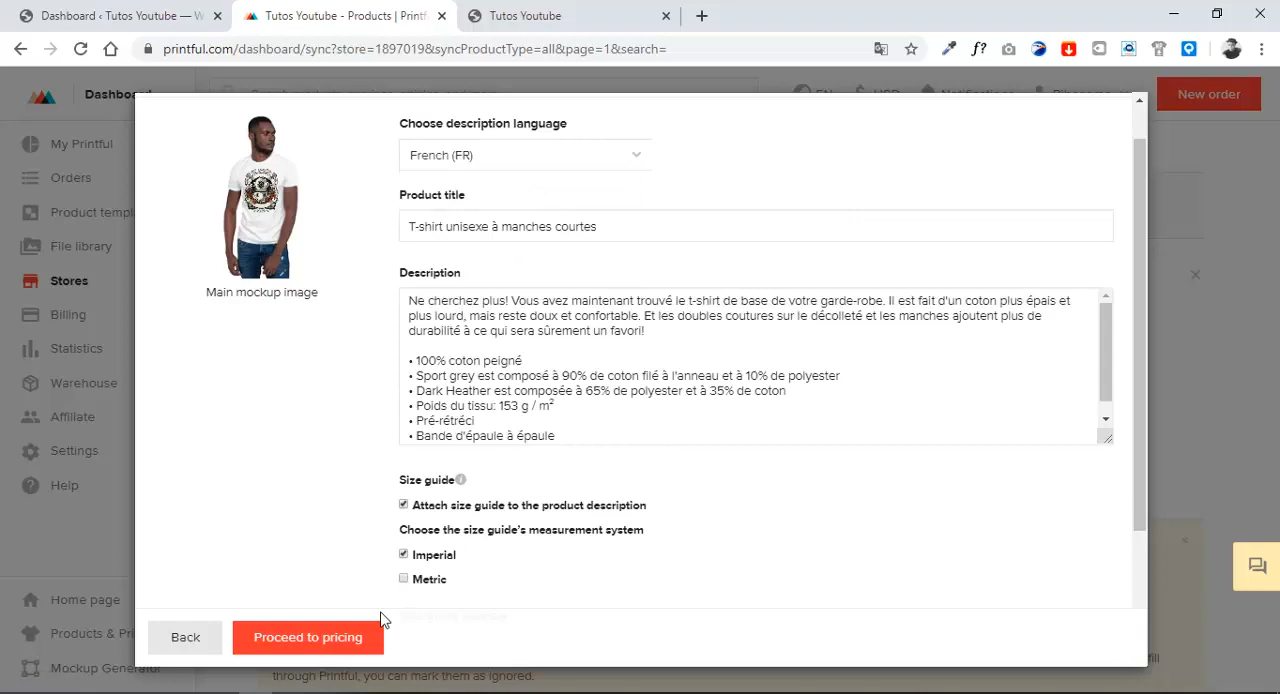 Dashboard ‹ Tutos Youtube — W
Tutos Youtube - Products | Printf
Tutos Youtube
printful.com/dashboard/sync?store=1897019&syncProductType=all&page=1&search=
f?
Dashboard
EN
USD
Notifications
New order
My Printful
Orders
Product templ
File library
Stores
Billing
Statistics
Warehouse
Affiliate
Settings
Help
Home page
Products & Pri
Mockup Generator
Main mockup image
Choose description language
French (FR)
Product title
T-shirt unisexe à manches courtes
Description
Ne cherchez plus! Vous avez maintenant trouvé le t-shirt de base de votre garde-robe. Il est fait d'un coton plus épais et
plus lourd, mais reste doux et confortable. Et les doubles coutures sur le décolleté et les manches ajoutent plus de
durabilité à ce qui sera sûrement un favori!
• 100% coton peigné
• Sport grey est composé à 90% de coton filé à l'anneau et à 10% de polyester
• Dark Heather est composée à 65% de polyester et à 35% de coton
• Poids du tissu: 153 g / m²
• Pré-rétréci
• Bande d'épaule à épaule
Size guide
Attach size guide to the product description
Choose the size guide's measurement system
Imperial
Metric
Back
Proceed to pricing
fill
through Printful, you can mark them as ignored.